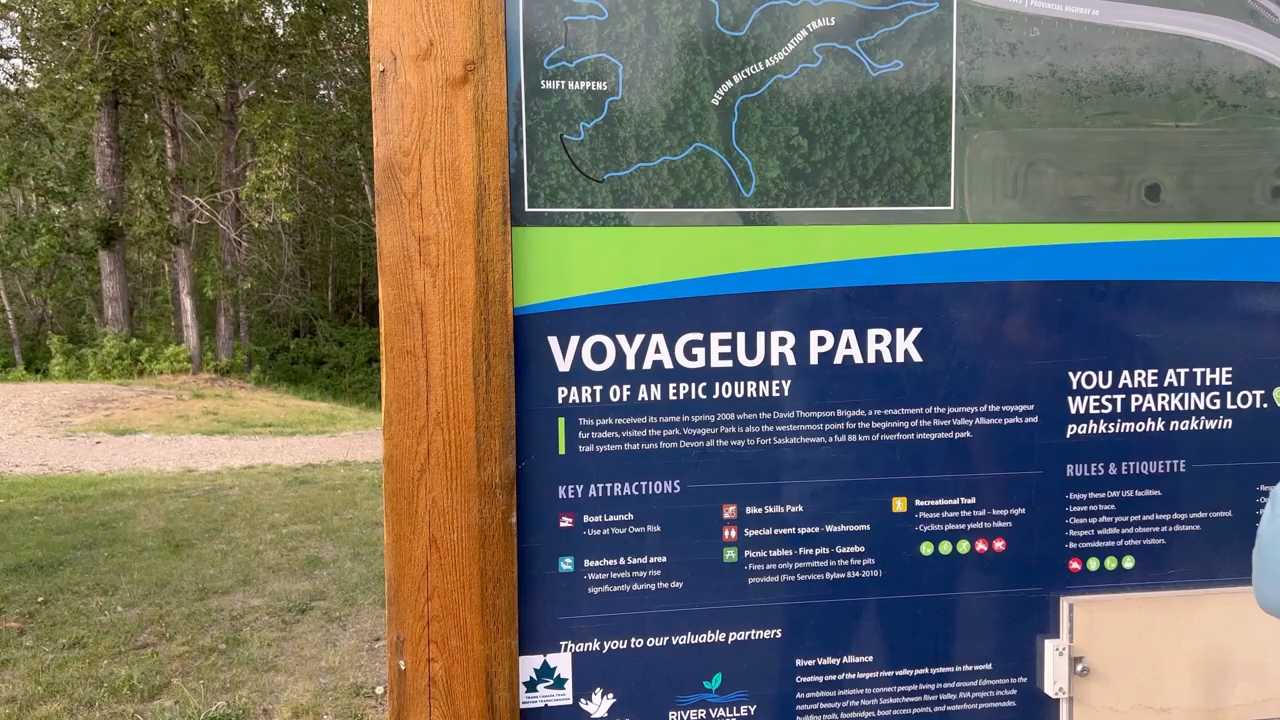 PROVINCIAL HIGHWAY 60
DEVON BICYCLE ASSOCIATION TRAILS
SHIFT HAPPENS
VOYAGEUR PARK
PART OF AN EPIC JOURNEY
This park received its name in spring 2008 when the David Thompson Brigade, a re-enactment of the journeys of the voyageur
fur traders, visited the park. Voyageur Park is also the westernmost point for the beginning of the River Valley Alliance parks and
trail system that runs from Devon all the way to Fort Saskatchewan, a full 88 km of riverfront integrated park.
KEY ATTRACTIONS
Boat Launch
• Use at Your Own Risk
Beaches & Sand area
• Water levels may rise
significantly during the day
Bike Skills Park
Special event space - Washrooms
Picnic tables - Fire pits - Gazebo
• Fires are only permitted in the fire pits
provided (Fire Services Bylaw 834-2010 )
Recreational Trail
• Please share the trail – keep right
• Cyclists please yield to hikers
YOU ARE AT THE
WEST PARKING LOT.
pahksimohk nakîwin
RULES & ETIQUETTE
• Enjoy these DAY USE facilities.
• Leave no trace.
• Clean up after your pet and keep dogs under control.
• Respect wildlife and observe at a distance.
• Be considerate of other visitors.
Thank you to our valuable partners
TRANS CANADA TRAIL
SENTIER TRANSCANADIEN
RIVER VALLEY
River Valley Alliance
Creating one of the largest river valley park systems in the world.
An ambitious initiative to connect people living in and around Edmonton to the
natural beauty of the North Saskatchewan River Valley. RVA projects include
building trails, footbridges, boat access points, and waterfront promenades.